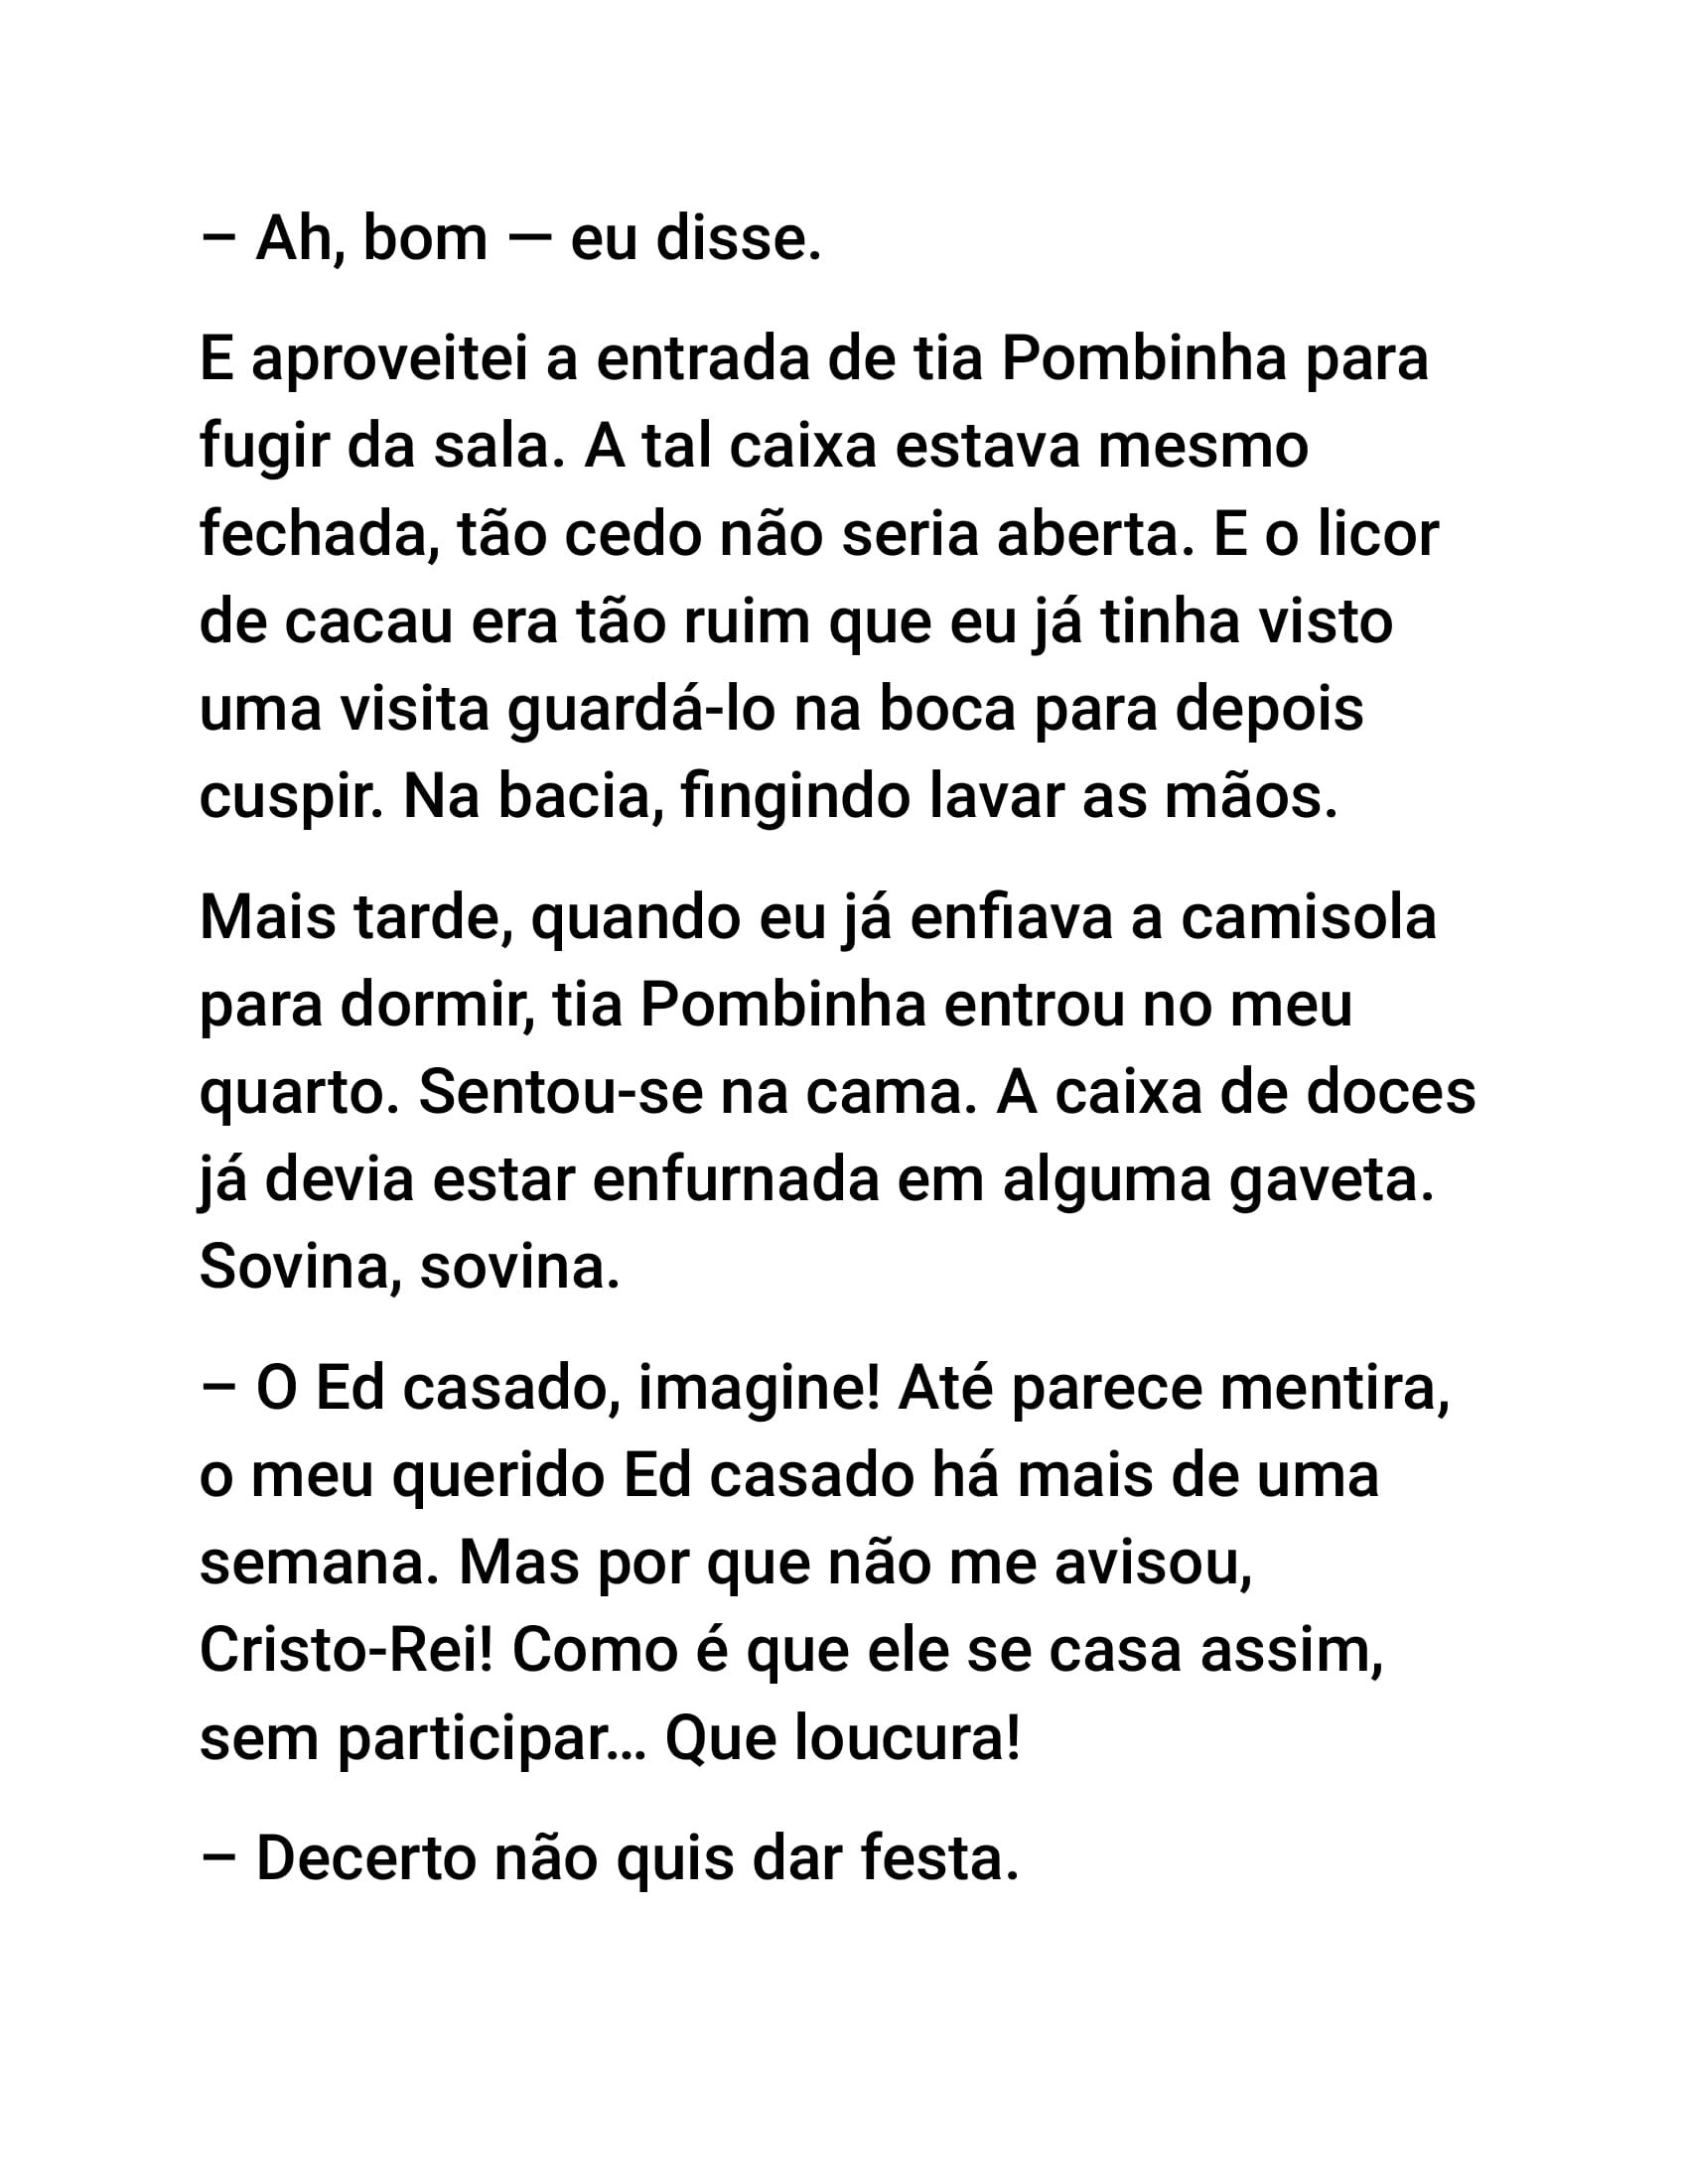 – Ah, bom — eu disse.
E aproveitei a entrada de tia Pombinha para
fugir da sala. A tal caixa estava mesmo
fechada, tão cedo não seria aberta. E o licor
de cacau era tão ruim que eu já tinha visto
uma visita guardá-lo na boca para depois
cuspir. Na bacia, fingindo lavar as mãos.
Mais tarde, quando eu já enfiava a camisola
para dormir, tia Pombinha entrou no meu
quarto. Sentou-se na cama. A caixa de doces
já devia estar enfurnada em alguma gaveta.
Sovina, sovina.
– O Ed casado, imagine! Até parece mentira,
o meu querido Ed casado há mais de uma
semana. Mas por que não me avisou,
Cristo-Rei! Como é que ele se casa assim,
sem participar… Que loucura!
– Decerto não quis dar festa.